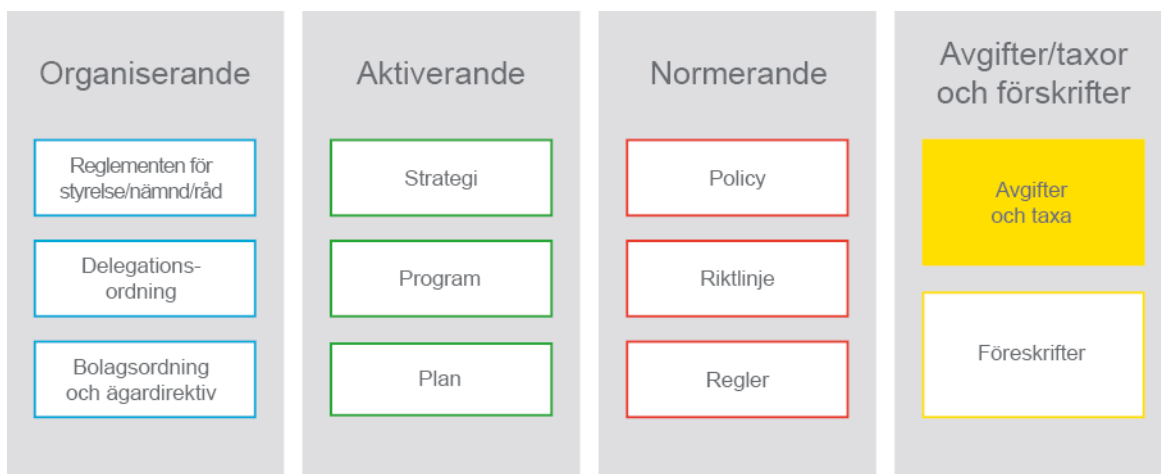 Organiserande
Reglementen för
styrelse/nämnd/råd
Delegations-
ordning
Bolagsordning
och ägardirektiv
Aktiverande
Strategi
Program
Plan
Normerande
Policy
Riktlinje
Regler
Avgifter/taxor
och förskrifter
Avgifter
och taxa
Föreskrifter